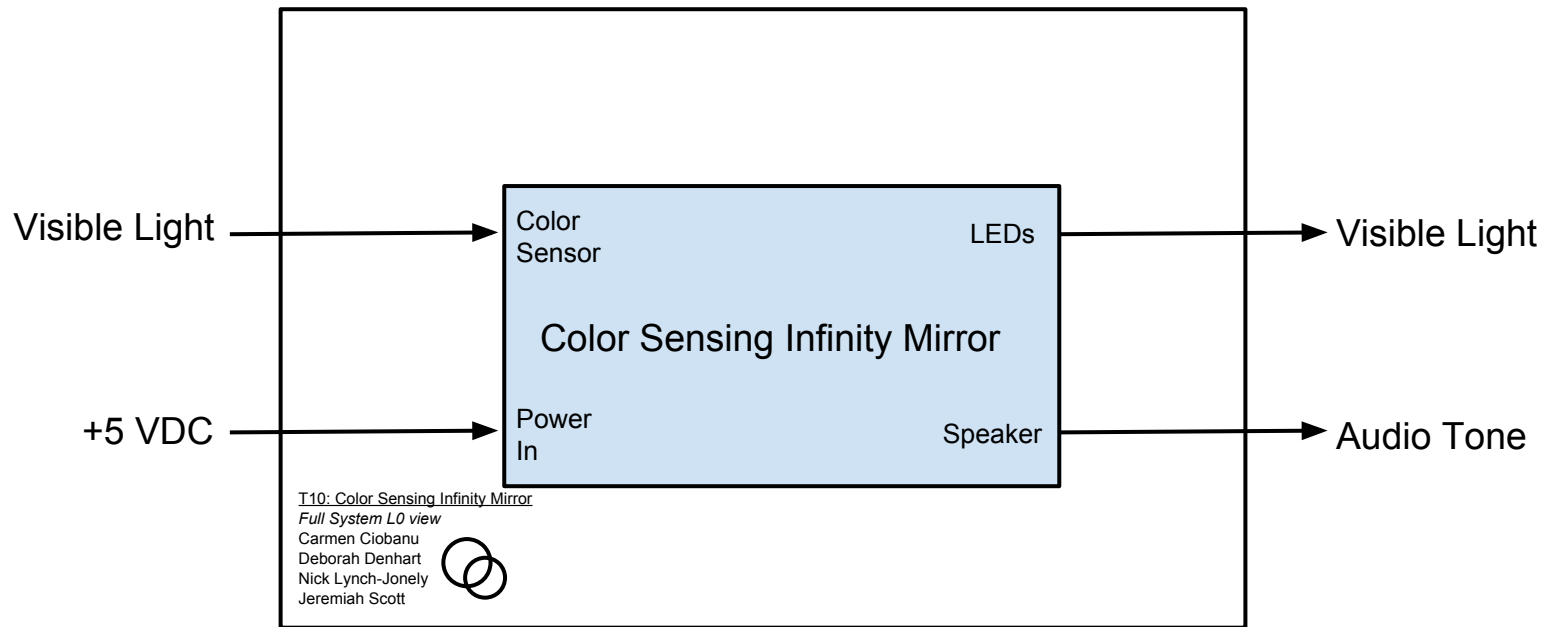 Visible Light
Color
Sensor
LEDs
Visible Light
Color Sensing Infinity Mirror
+5 VDC
Power
In
Speaker
Audio Tone
T10: Color Sensing Infinity Mirror
Full System L0 view
Carmen Ciobanu
Deborah Denhart
Nick Lynch-Jonely
Jeremiah Scott